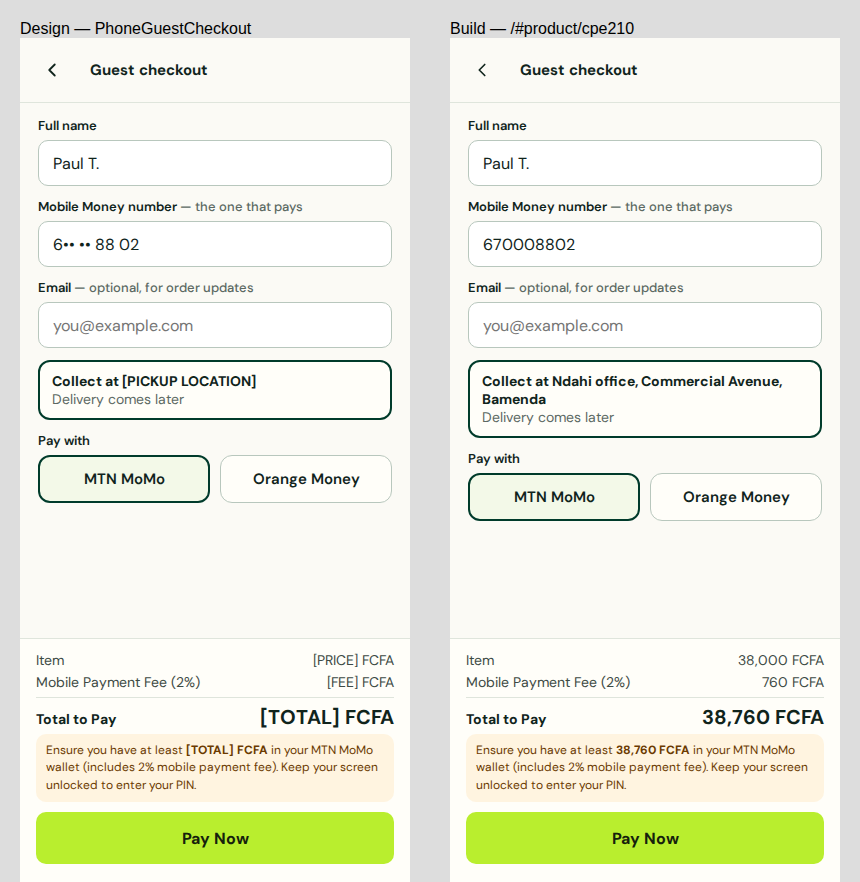 Design — PhoneGuestCheckout
Guest checkout
Full name
Paul T.
Mobile Money number — the one that pays
6•• •• 88 02
Email — optional, for order updates
you@example.com
Collect at [PICKUP LOCATION]
Delivery comes later
Pay with
MTN MoMo
Orange Money
Item [PRICE] FCFA
Mobile Payment Fee (2%) [FEE] FCFA
Total to Pay [TOTAL] FCFA
Ensure you have at least [TOTAL] FCFA in your MTN MoMo
wallet (includes 2% mobile payment fee). Keep your screen
unlocked to enter your PIN.
Pay Now
Build — /#product/cpe210
Guest checkout
Full name
Paul T.
Mobile Money number — the one that pays
670008802
Email — optional, for order updates
you@example.com
Collect at Ndahi office, Commercial Avenue,
Bamenda
Delivery comes later
Pay with
MTN MoMo
Orange Money
Item 38,000 FCFA
Mobile Payment Fee (2%) 760 FCFA
Total to Pay 38,760 FCFA
Ensure you have at least 38,760 FCFA in your MTN MoMo
wallet (includes 2% mobile payment fee). Keep your screen
unlocked to enter your PIN.
Pay Now